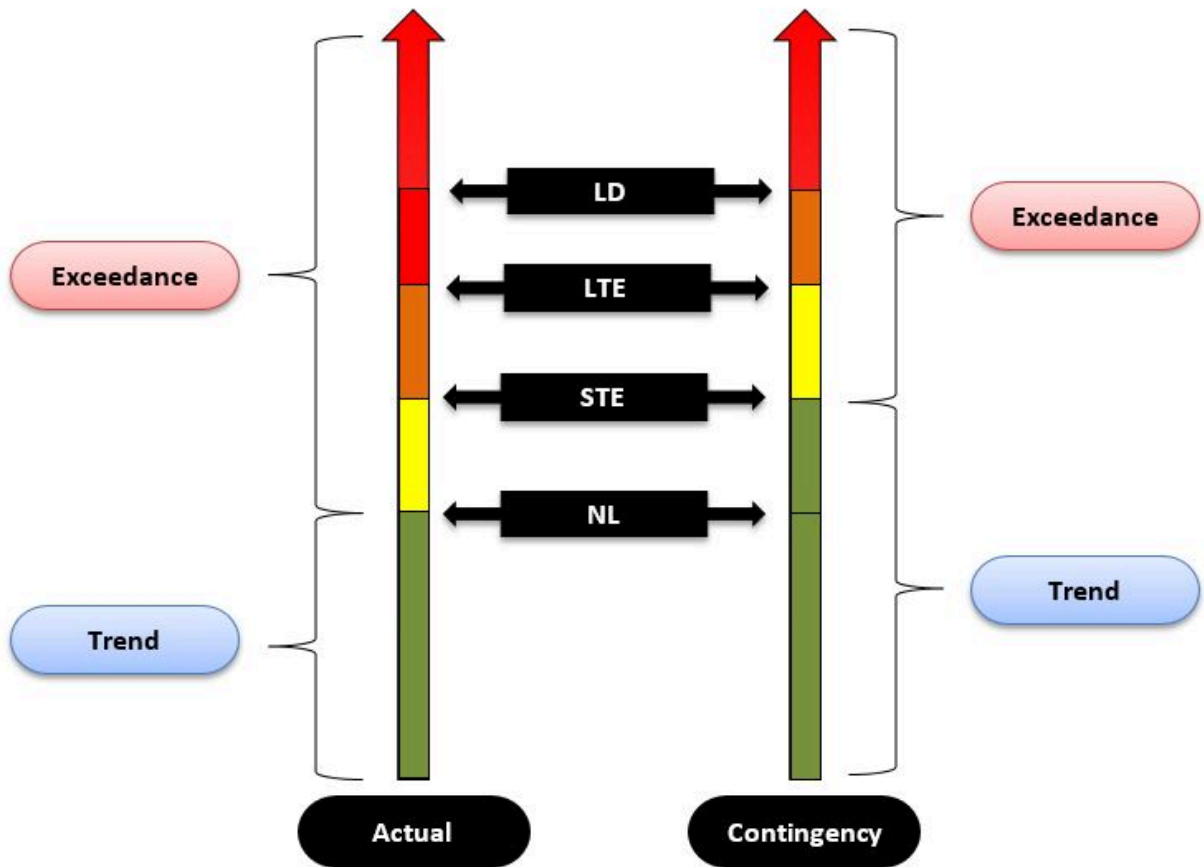 LD
Exceedance
Exceedance
LTE
STE
NL
Trend
Trend
Actual
Contingency